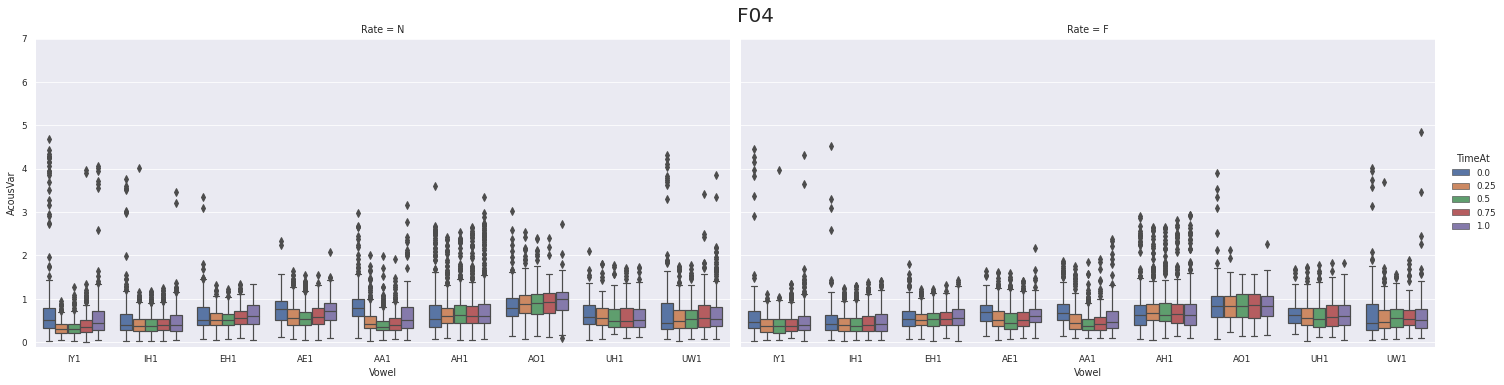 F04
Rate = N
Rate = F
7
6
5
4
3
2
1
0
AcousVar
IY1 IH1 EH1 AE1 AA1 AH1 AO1 UH1 UW1
Vowel
IY1 IH1 EH1 AE1 AA1 AH1 AO1 UH1 UW1
Vowel
TimeAt
0.0
0.25
0.5
0.75
1.0